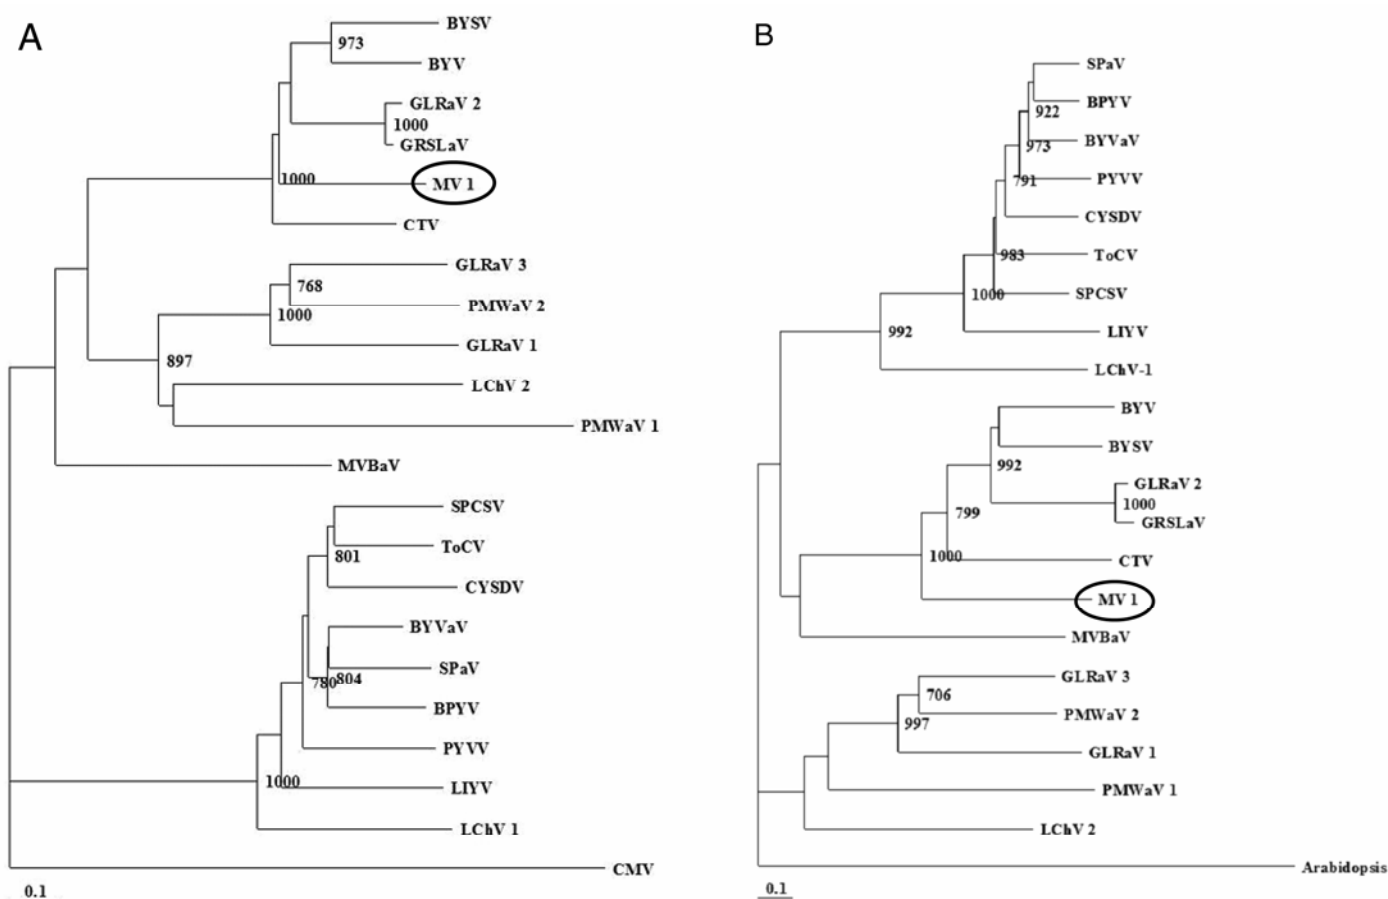 A
BYSV
973
BYV
GLRaV 2
1000
GRSLaV
1000
MV 1
CTV
GLRaV 3
768
PMWaV 2
1000
GLRaV 1
897
LChV 2
PMWaV 1
MVBaV
SPCSV
ToCV
801
CYSDV
BYVaV
SPaV
780
804
BPYV
PYVV
1000
LIYV
LChV 1
CMV
0.1
B
SPaV
BPYV
922
BYVaV
973
PYVV
791
CYSDV
ToCV
983
SPCSV
1000
LIYV
992
LChV-1
BYV
BYSV
992
GLRaV 2
1000
GRSLaV
799
CTV
1000
MV 1
MVBaV
GLRaV 3
706
PMWaV 2
997
GLRaV 1
PMWaV 1
LChV 2
Arabidopsis
0.1